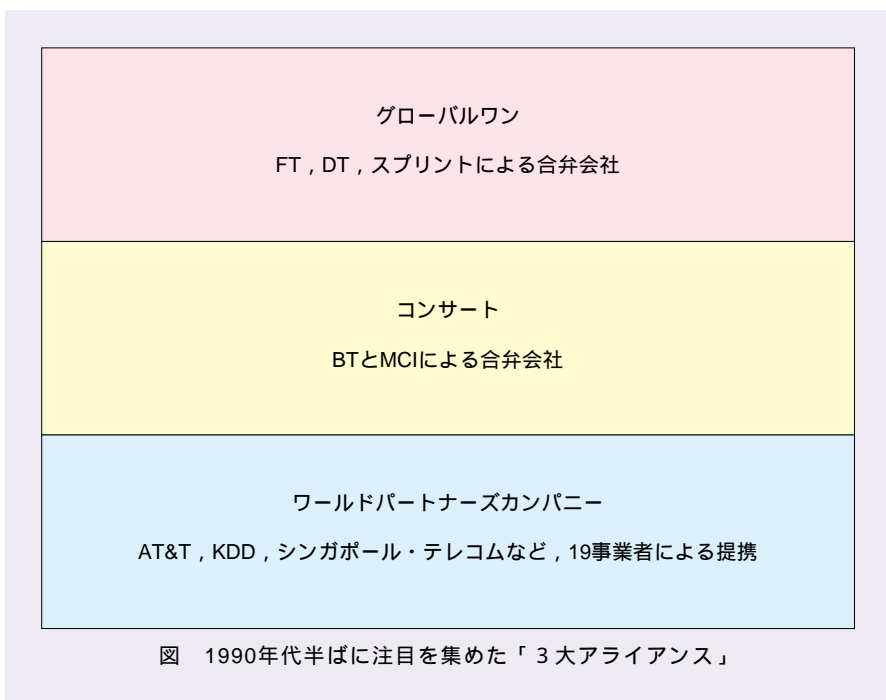 グローバルワン
FT，DT，スプリントによる合弁会社
コンサート
BTとMCIによる合弁会社
ワールドパートナーズカンパニー
AT&T，KDD，シンガポール・テレコムなど，19事業者による提携
図　1990年代半ばに注目を集めた「３大アライアンス」